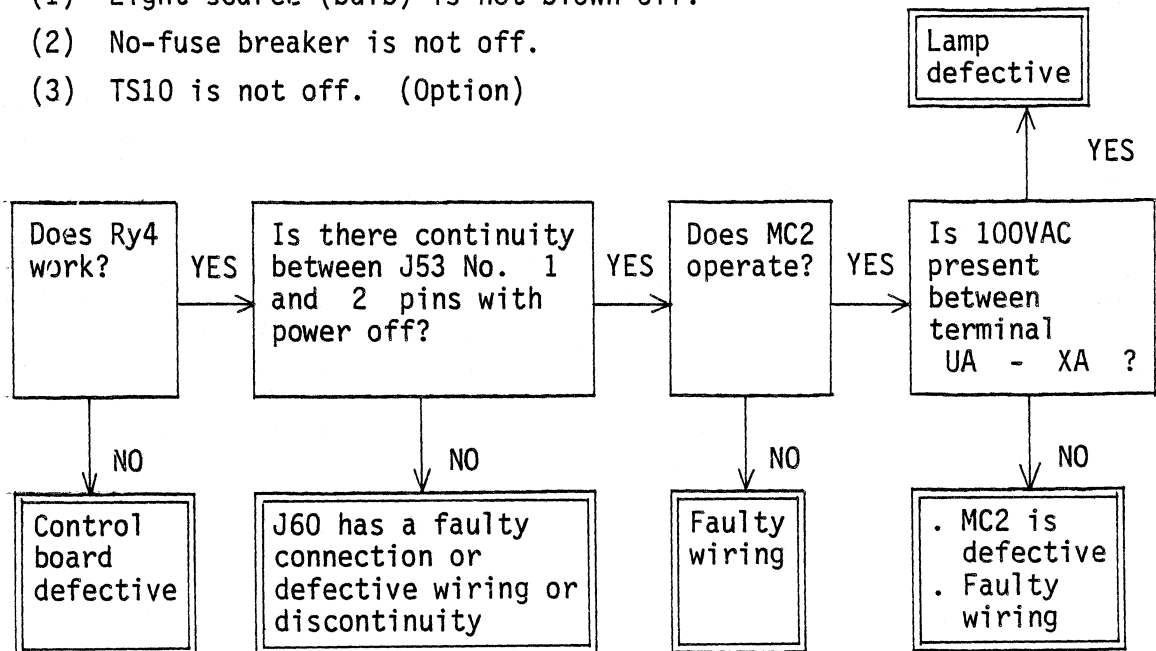 (1) Light source (bulb) is not blown off.
(2) No-fuse breaker is not off.
(3) TS10 is not off. (Option)
Lamp
defective
YES
Does Ry4
work?
YES
Is there continuity
between J53 No. 1
and 2 pins with
power off?
YES
Does MC2
operate?
YES
Is 100VAC
present
between
terminal
UA - XA ?
NO
NO
NO
NO
Control
board
defective
J60 has a faulty
connection or
defective wiring or
discontinuity
Faulty
wiring
. MC2 is
defective
. Faulty
wiring